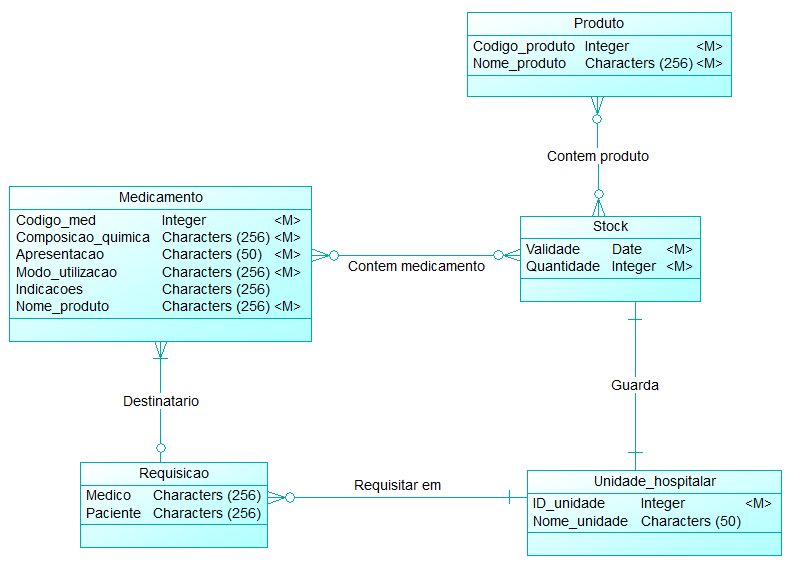 Produto
Codigo_produto Integer <M>
Nome_produto Characters (256) <M>
Contem produto
Medicamento
Codigo_med Integer <M>
Composicao_quimica Characters (256) <M>
Apresentacao Characters (50) <M>
Modo_utilizacao Characters (256) <M>
Indicacoes Characters (256)
Nome_produto Characters (256) <M>
Stock
Validade Date <M>
Quantidade Integer <M>
Contem medicamento
Guarda
Destinatario
Requisicao
Medico Characters (256)
Paciente Characters (256)
Requisitar em
Unidade_hospitalar
ID_unidade Integer <M>
Nome_unidade Characters (50)